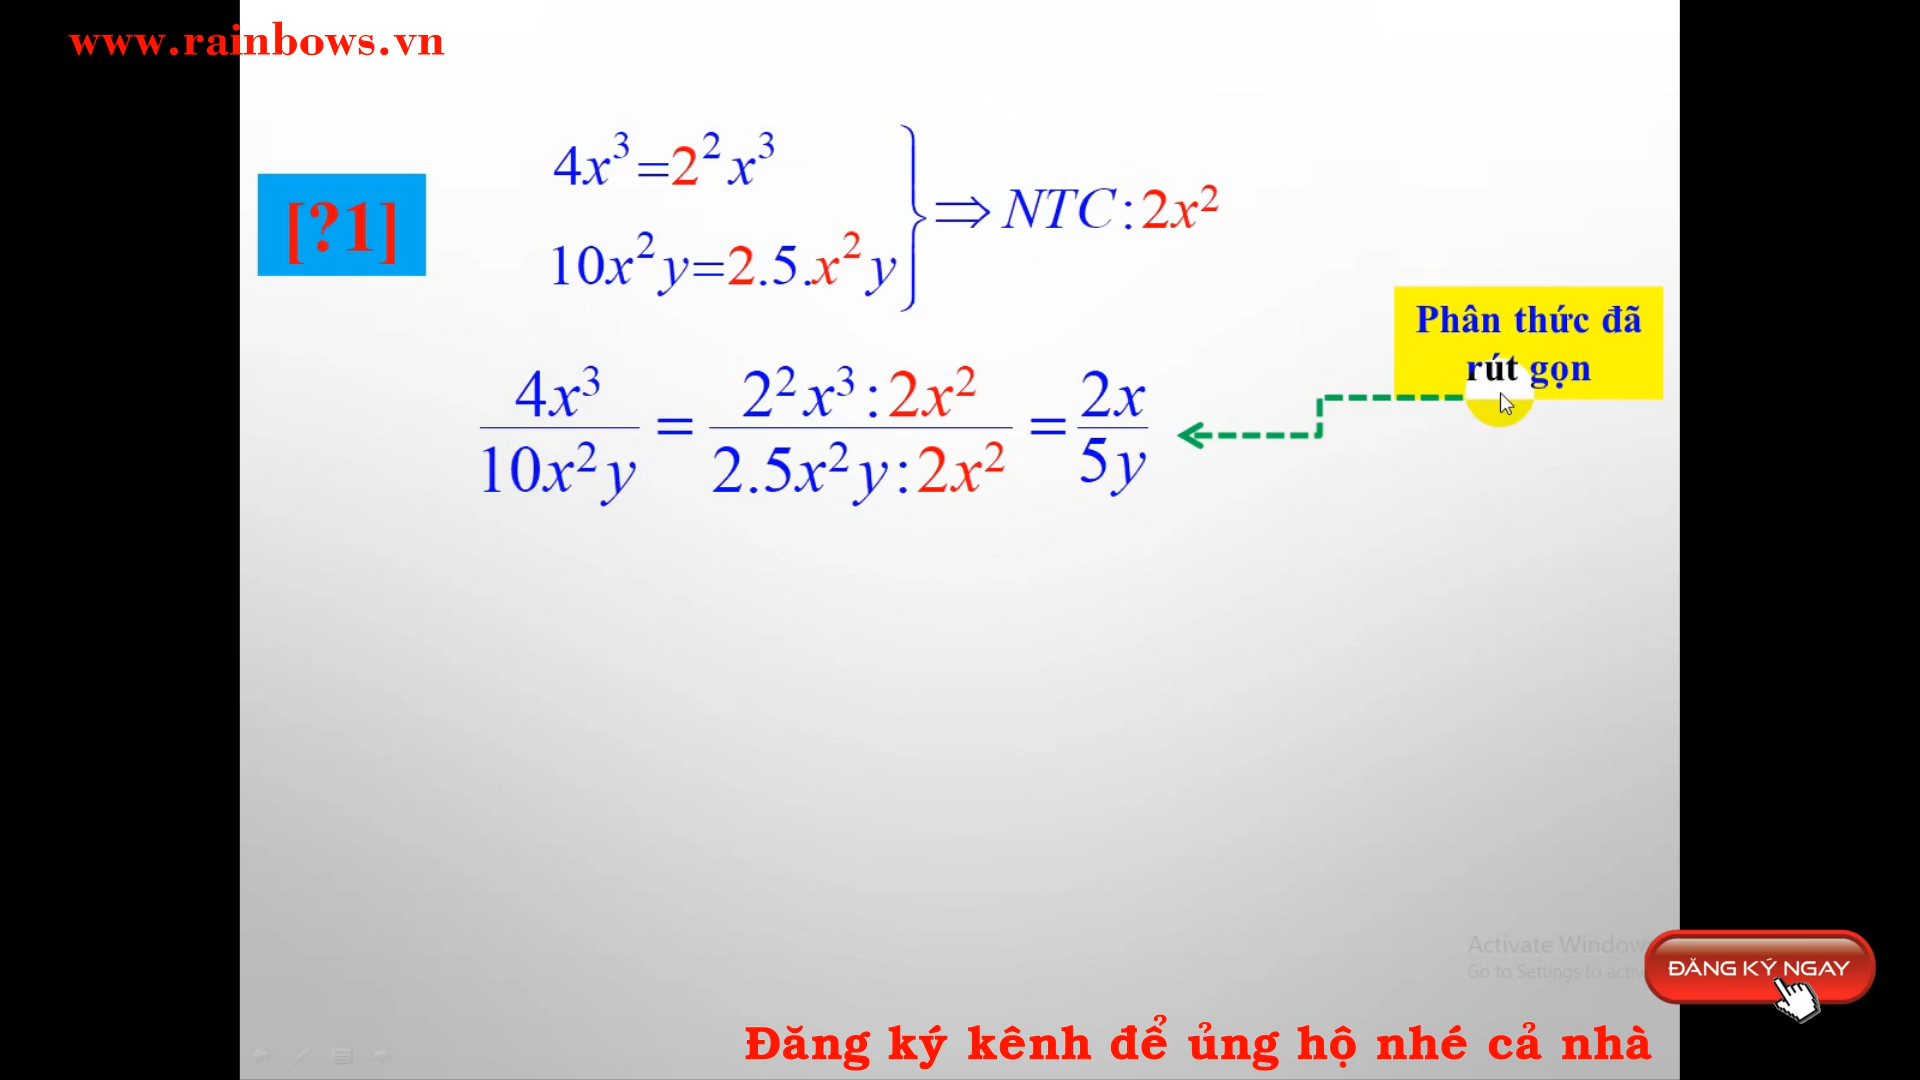 www.rainbows.vn
[?1]
4x³=2²x³
10x²y=2.5.x²y
⇒ NTC:2x²
Phân thức đã
rút gọn
4x³/10x²y = 2²x³:2x²/2.5x²y:2x² = 2x/5y
Activate Window
Go to Settings to acti
ĐĂNG KÝ NGAY
Đăng ký kênh để ủng hộ nhé cả nhà